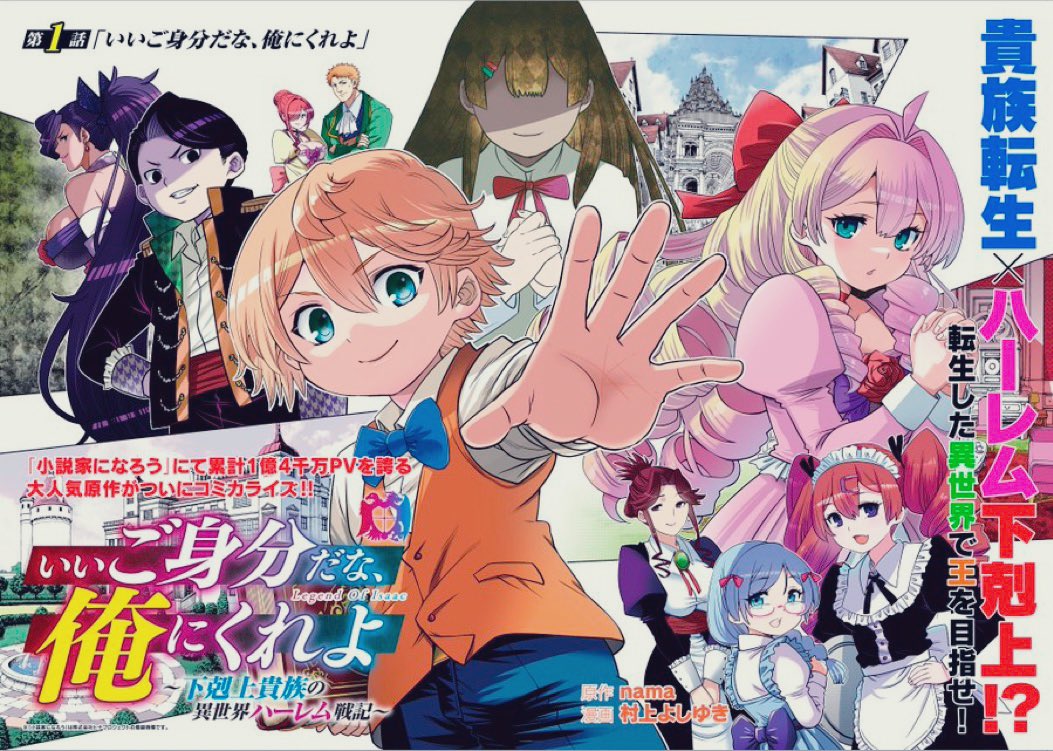 第1話「いいご身分だな、俺にくれよ」
貴族転生×ハーレム下剋上!?
転生した異世界で王を目指せ！
「小説家になろう」にて累計1億4千万PVを誇る
大人気原作がついにコミカライズ!!
いいご身分だな、
Legend Of Isaac
俺にくれよ
～下剋上貴族の
異世界ハーレム戦記～
原作 nama
漫画 村上よしゆき